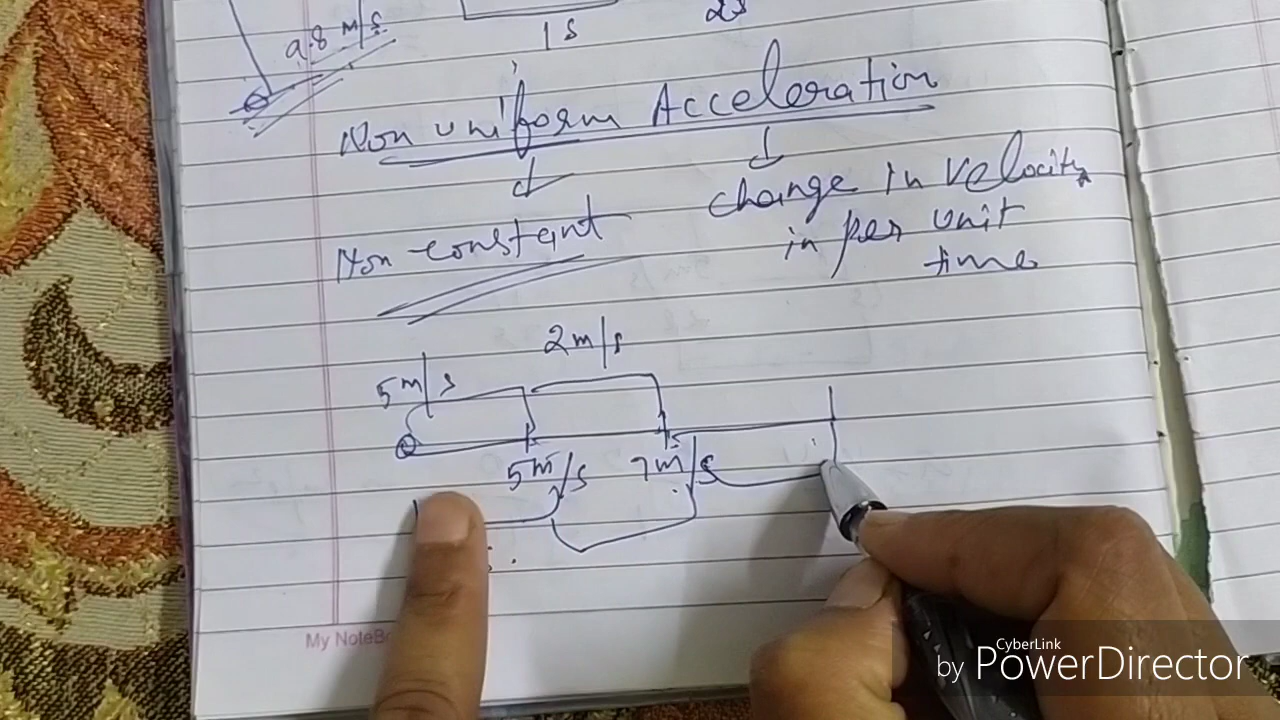 9.8 m/s
1s
2s
Non uniform Acceleration
Non-constant
change in velocity
in per unit
time
2m/s
5m/s
5m/s 7m/s
My NoteBo
CyberLink
by PowerDirector